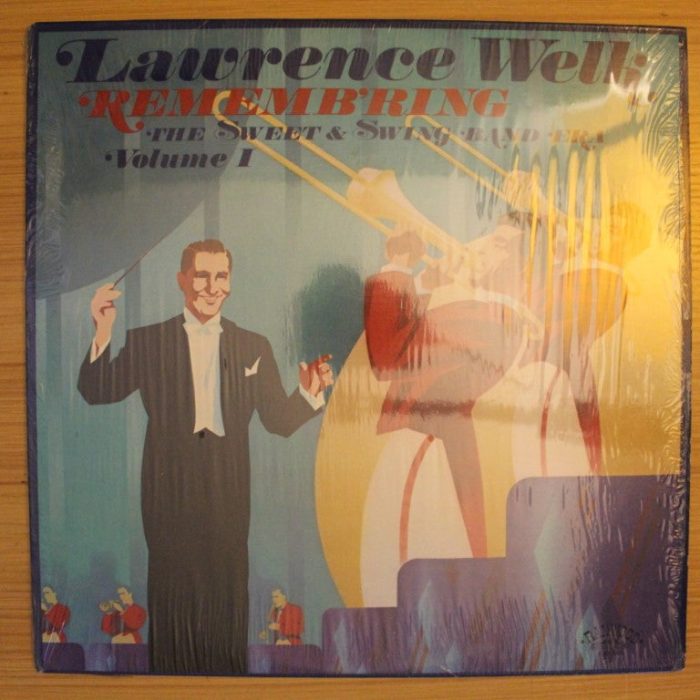 Lawrence Welk
REMEMB'RING
THE SWEET & SWING BAND ERA
Volume I